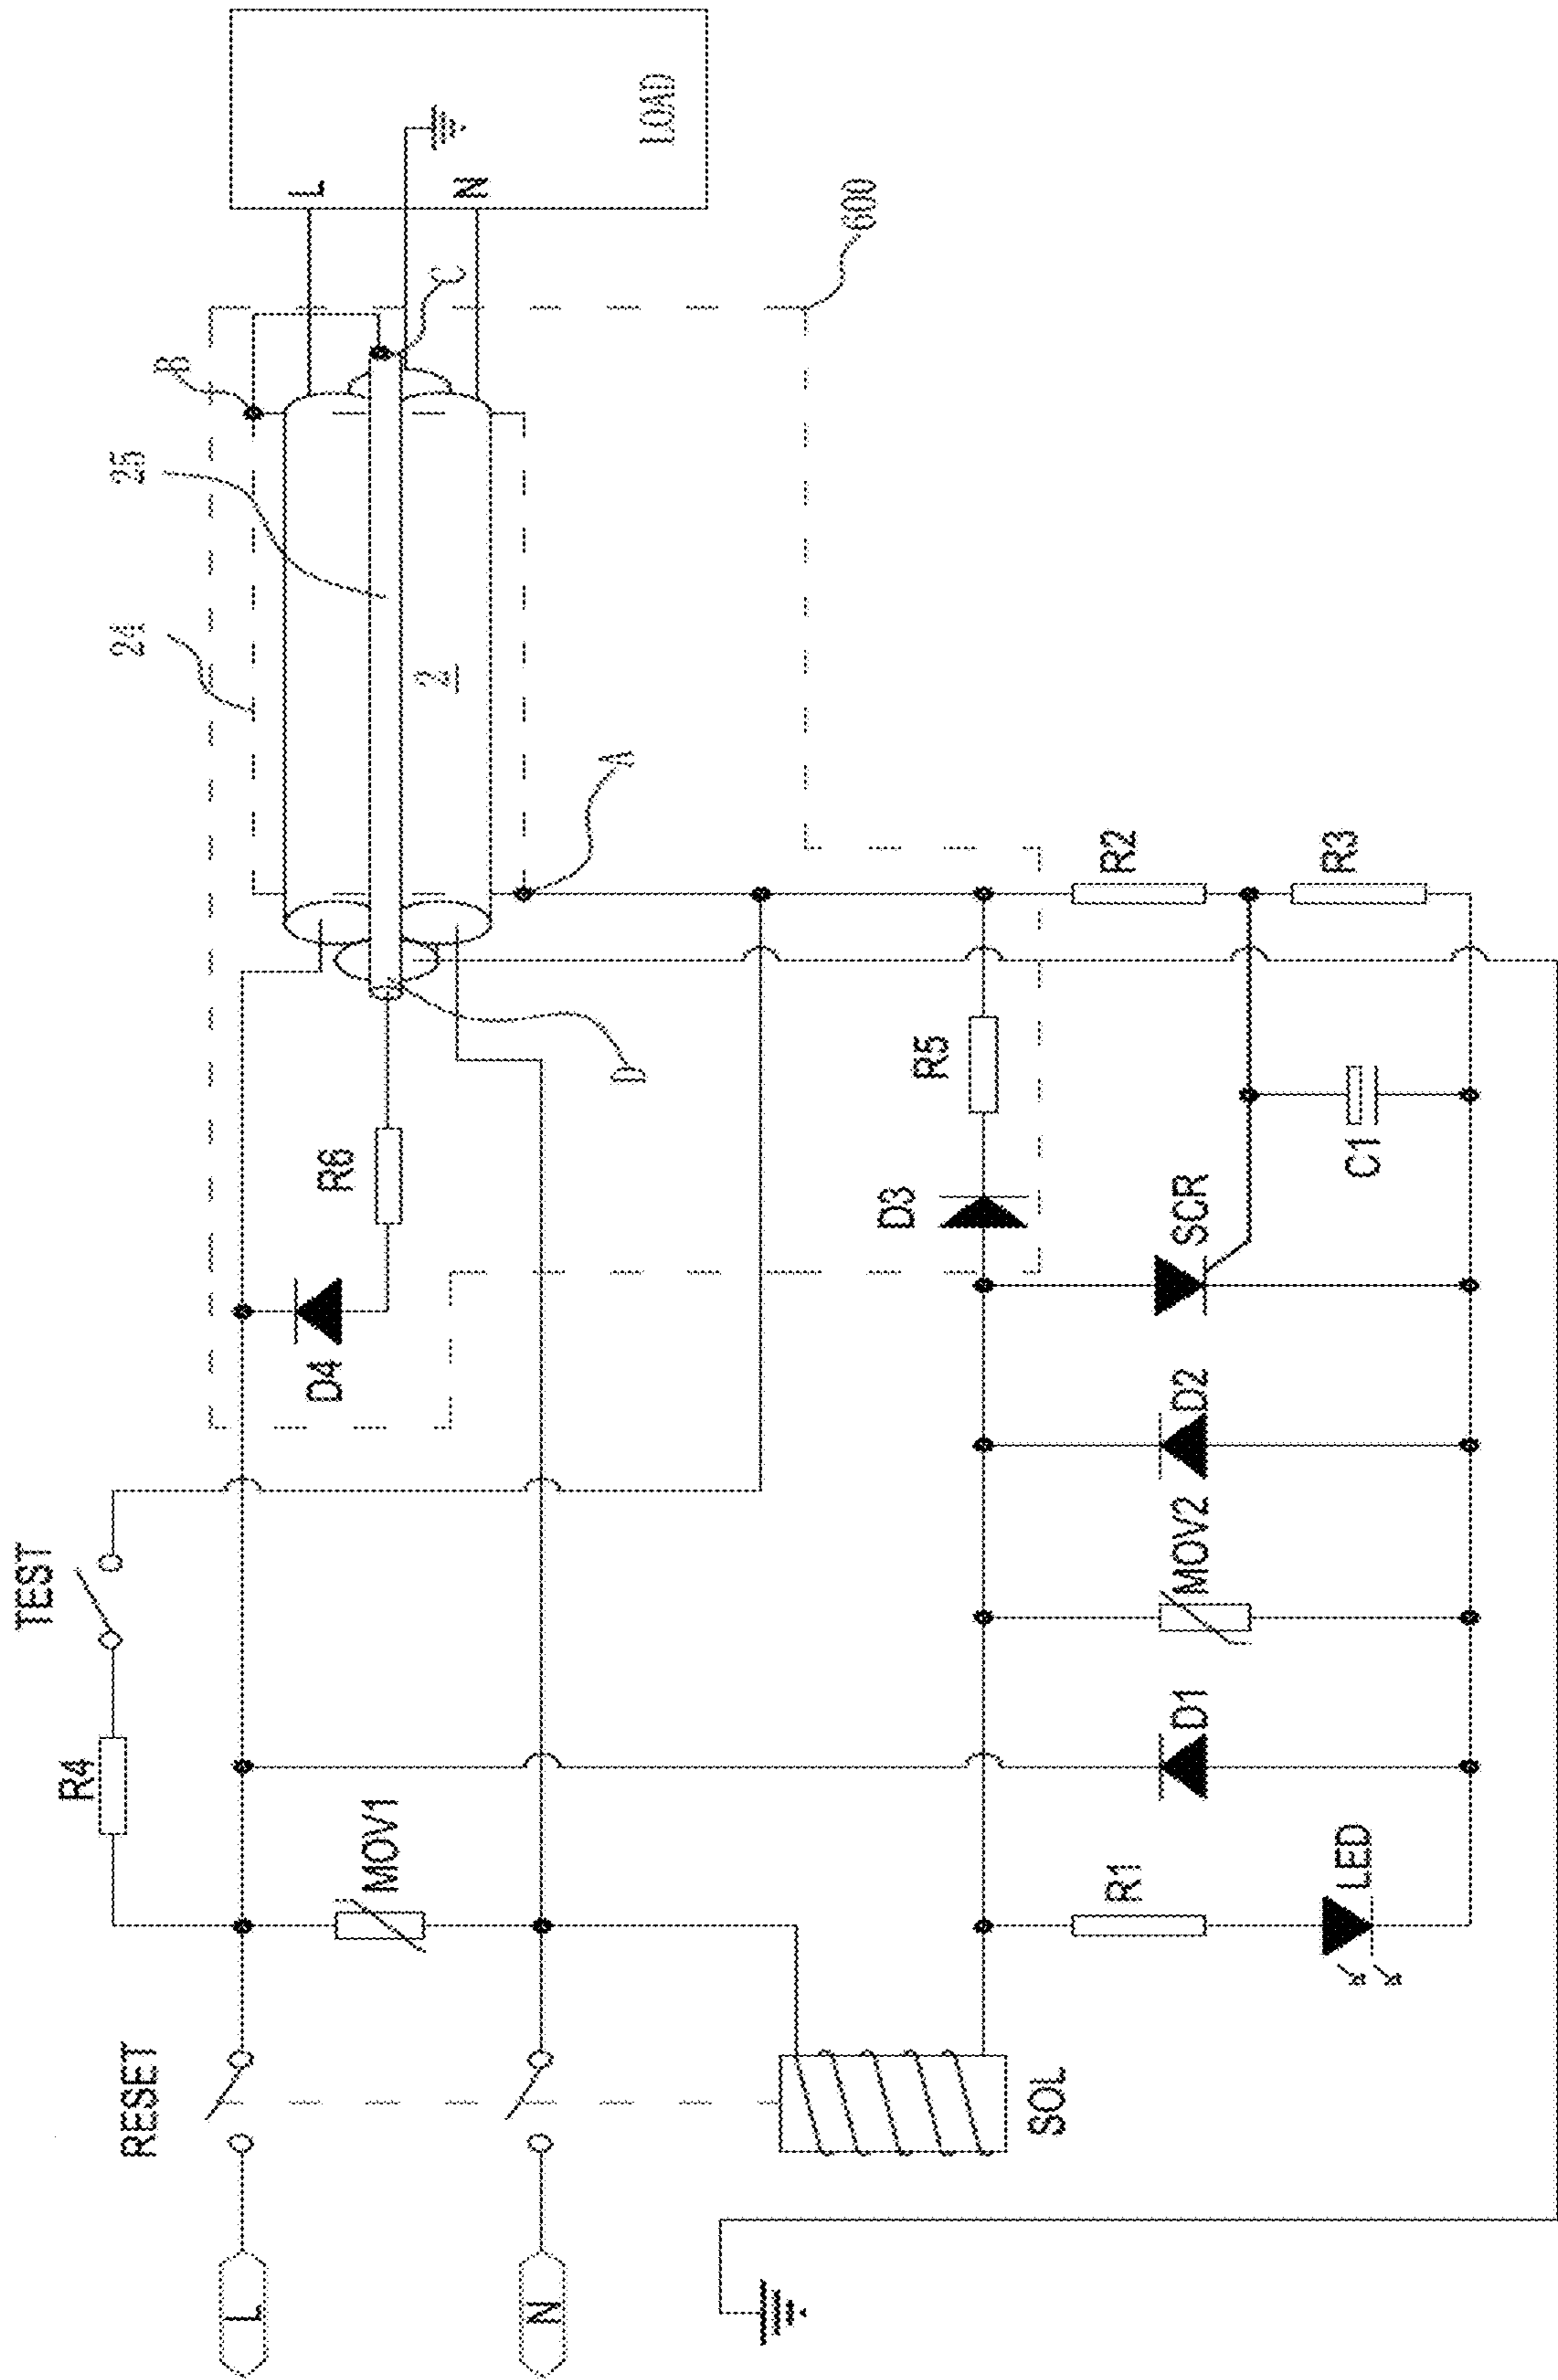 L
N
LOAD
600
C
B
25
24
2
A
D
R2
R3
R5
R6
C1
D3
SCR
D4
D2
TEST
MOV2
D1
R4
MOV1
LED
R1
RESET
SOL
L
N